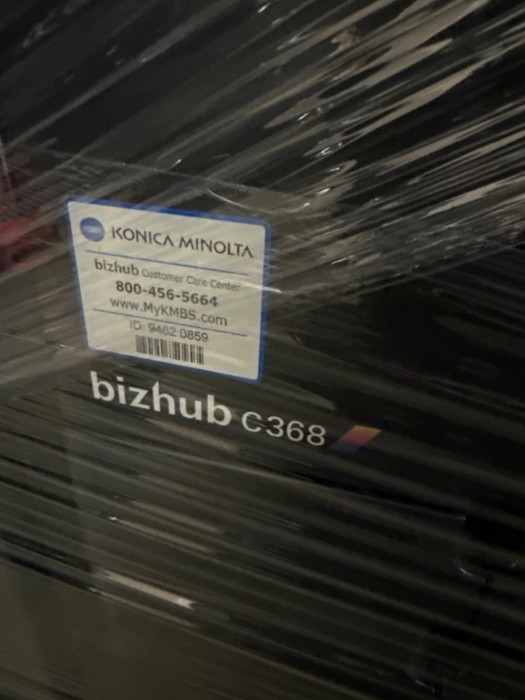 KONICA MINOLTA
bizhub Customer Care Center
800-456-5664
www.MyKMBS.com
ID: 9462 0859
bizhub C368